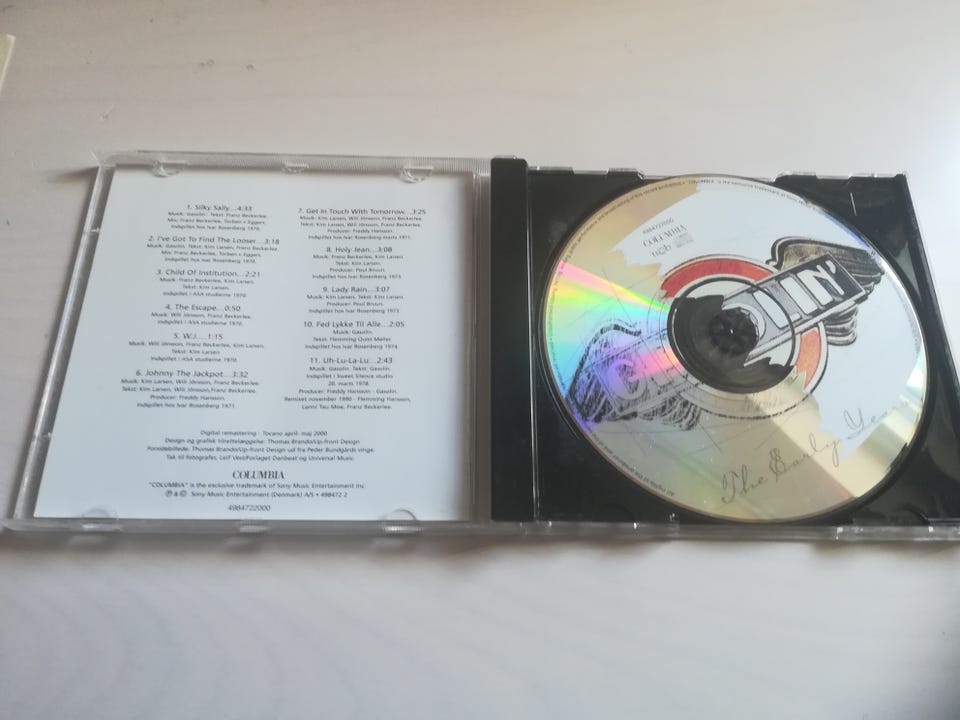 1. Silky Sally...4:33
Musik: Gasolin. Tekst: Franz Beckerlee.
Mix: Franz Beckerlee, Torben + Eggers.
Indspillet hos Ivar Rosenberg 1976.
2. I've Got To Find The Looser...3:18
Musik: Gasolin. Tekst: Kim Larsen, Franz Beckerlee.
Mix: Franz Beckerlee, Torben + Eggers.
Indspillet hos Ivar Rosenberg 1976.
3. Child Of Institution...2:21
Musik: Franz Beckerlee, Kim Larsen.
Tekst: Kim Larsen.
Indspillet i ASA studierne 1970.
4. The Escape...0:50
Musik: Will Jönsson, Franz Beckerlee.
Indspillet i ASA studierne 1970.
5. W.J....1:15
Musik: Will Jönsson, Franz Beckerlee, Kim Larsen.
Tekst: Kim Larsen
Indspillet i ASA studierne 1970.
6. Johnny The Jackpot...3:32
Musik: Kim Larsen, Will Jönsson, Franz Beckerlee.
Tekst: Kim Larsen, Will Jönsson, Franz Beckerlee.
Producer: Freddy Hansson.
Indspillet hos Ivar Rosenberg 1971.
7. Get In Touch With Tomorrow...3:25
Musik: Kim Larsen, Will Jönsson, Franz Beckerlee.
Tekst: Kim Larsen, Will Jönsson, Franz Beckerlee.
Producer: Freddy Hansson.
Indspillet hos Ivar Rosenberg marts 1971.
8. Holy Jean...3:08
Musik: Franz Beckerlee, Kim Larsen.
Tekst: Kim Larsen.
Producer: Poul Bruun.
Indspillet hos Ivar Rosenberg 1973.
9. Lady Rain...3:07
Musik: Gasolin. Tekst: Kim Larsen.
Producer: Poul Bruun.
Indspillet hos Ivar Rosenberg 1973
10. Fed Lykke Til Alle...2:05
Musik: Gasolin.
Tekst: Flemming Quist Møller.
Indspillet hos Ivar Rosenberg 1974
11. Uh-Lu-La-Lu...2:43
Musik: Gasolin. Tekst: Gasolin.
Indspillet i Sweet Silence studio
20. marts 1978.
Producer: Freddy Hansson - Gasolin.
Remixet november 1990 - Flemming Hansson,
Lanni Tau Moe, Franz Beckerlee.
Digital remastering - Tocano april- maj 2000
Design og grafisk tilrettelæggelse: Thomas Brando/Up-front Design
Forsidebillede: Thomas Brando/Up-front Design ud fra Peder Bundgårds vinge.
Tak til fotografer, Leif Vest/Forlaget Danbeat og Universal Music.
COLUMBIA
"COLUMBIA" is the exclusive trademark of Sony Music Entertainment Inc.
℗ & © Sony Music Entertainment (Denmark) A/S • 498472 2
4984722000
4984722000
COLUMBIA
ncb
LIN'
The Early Yea